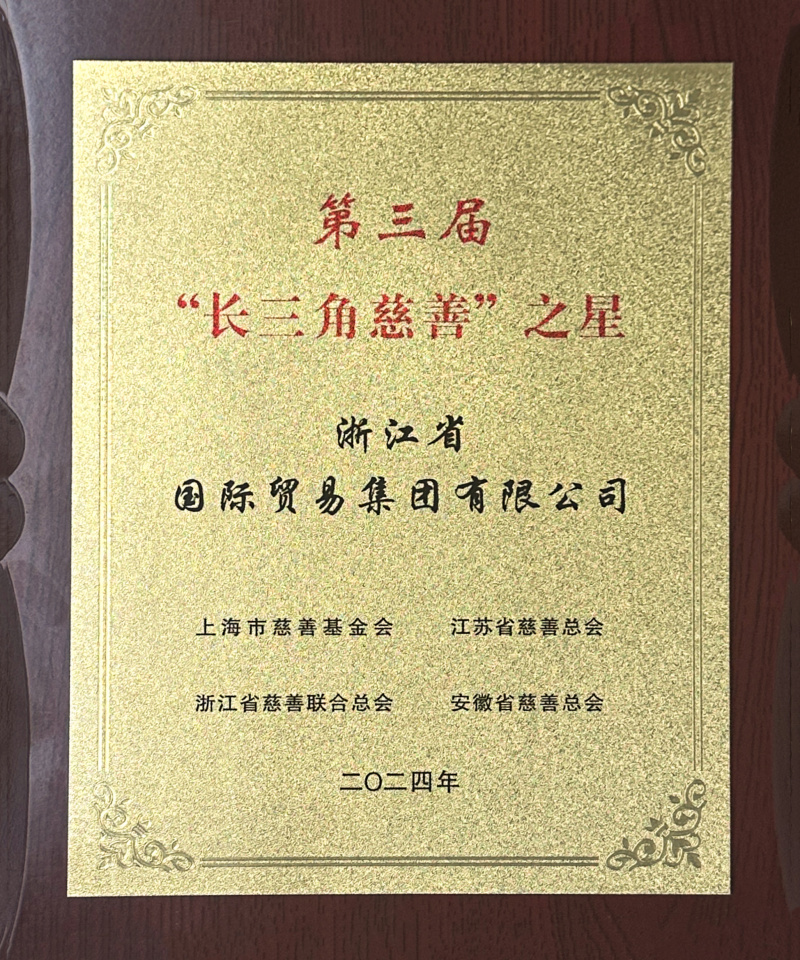 第三届
“长三角慈善”之星
浙江省
国际贸易集团有限公司
上海市慈善基金会 江苏省慈善总会
浙江省慈善联合总会 安徽省慈善总会
二〇二四年